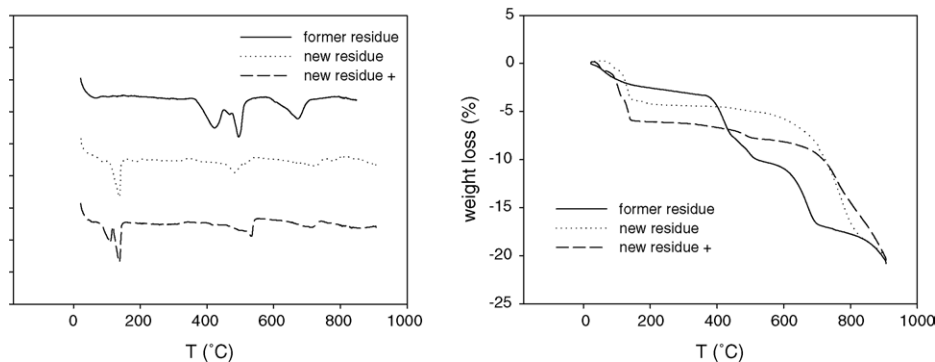 former residue
new residue
new residue +
0
200
400
600
800
1000
T (˚C)
5
0
-5
-10
-15
-20
-25
weight loss (%)
former residue
new residue
new residue +
0
200
400
600
800
1000
T (˚C)